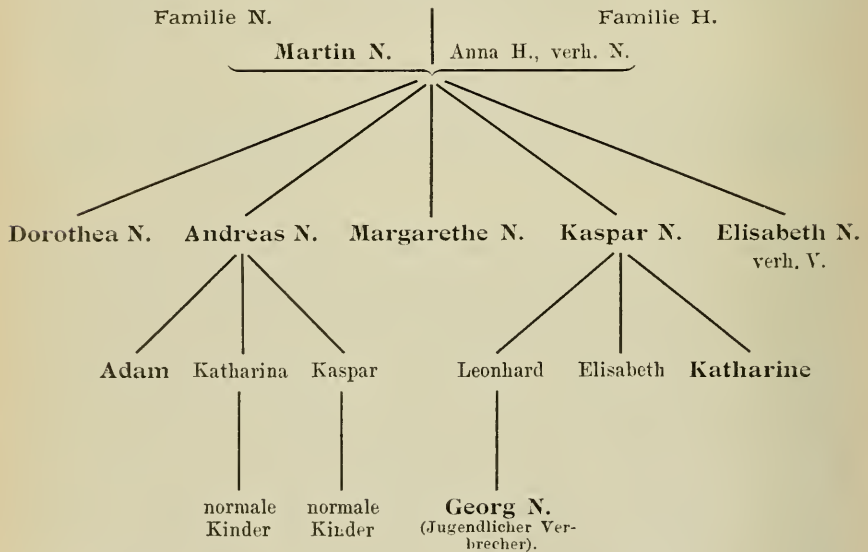 Familie N. Familie H.
Martin N. Anna H., verh. N.
Dorothea N. Andreas N. Margarethe N. Kaspar N. Elisabeth N.
verh. V.
Adam Katharina Kaspar Leonhard Elisabeth Katharine
normale normale Georg N.
Kinder Kinder (Jugendlicher Ver-
brecher).